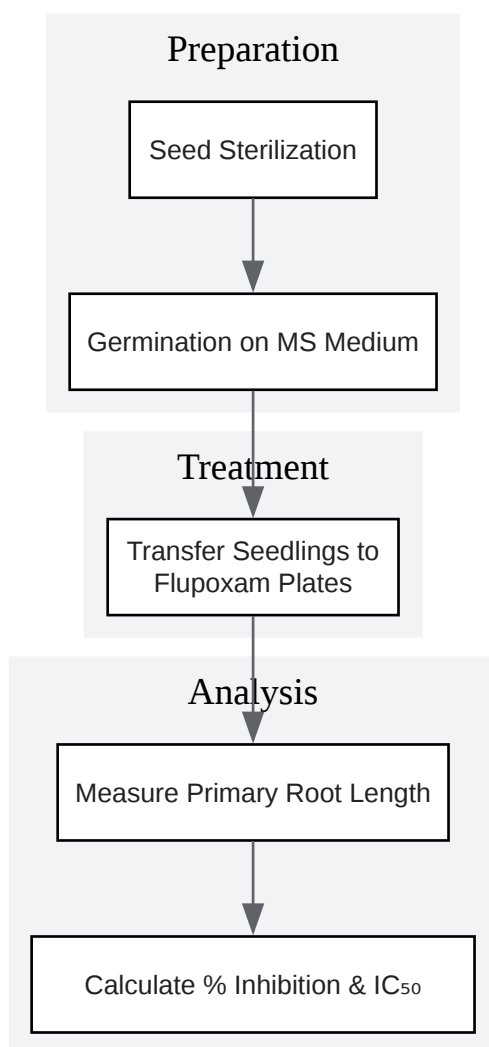 Preparation
Seed Sterilization
Germination on MS Medium
Treatment
Transfer Seedlings to
Flupoxam Plates
Analysis
Measure Primary Root Length
Calculate % Inhibition & IC₅₀